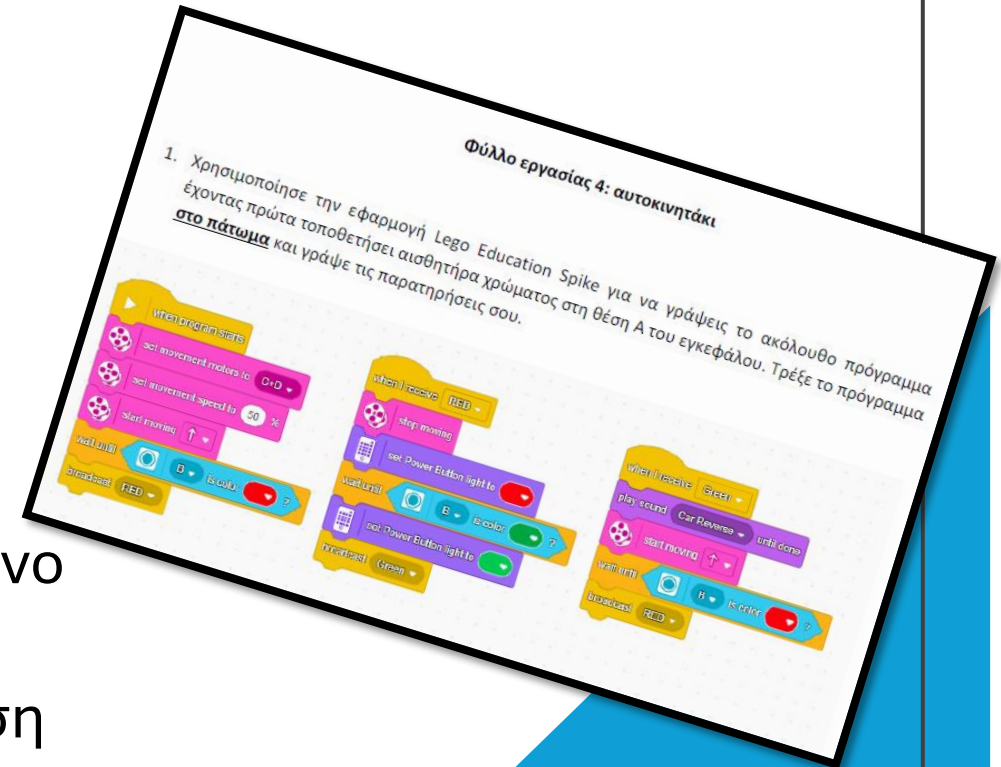 Φύλλο εργασίας 4: αυτοκινητάκι
1. Χρησιμοποίησε την εφαρμογή Lego Education Spike για να γράψεις το ακόλουθο πρόγραμμα
έχοντας πρώτα τοποθετήσει αισθητήρα χρώματος στη θέση Α του εγκεφάλου. Τρέξε το πρόγραμμα
στο πάτωμα και γράψε τις παρατηρήσεις σου.
when program starts
set movement motors to C+D
set movement speed to 50 %
start moving
wait until B is color ?
broadcast RED
when I receive RED
stop moving
set Power Button light to
wait until B is color ?
set Power Button light to
broadcast Green
when I receive Green
play sound Car Reverse until done
start moving
wait until B is color ?
broadcast RED
νο
ση